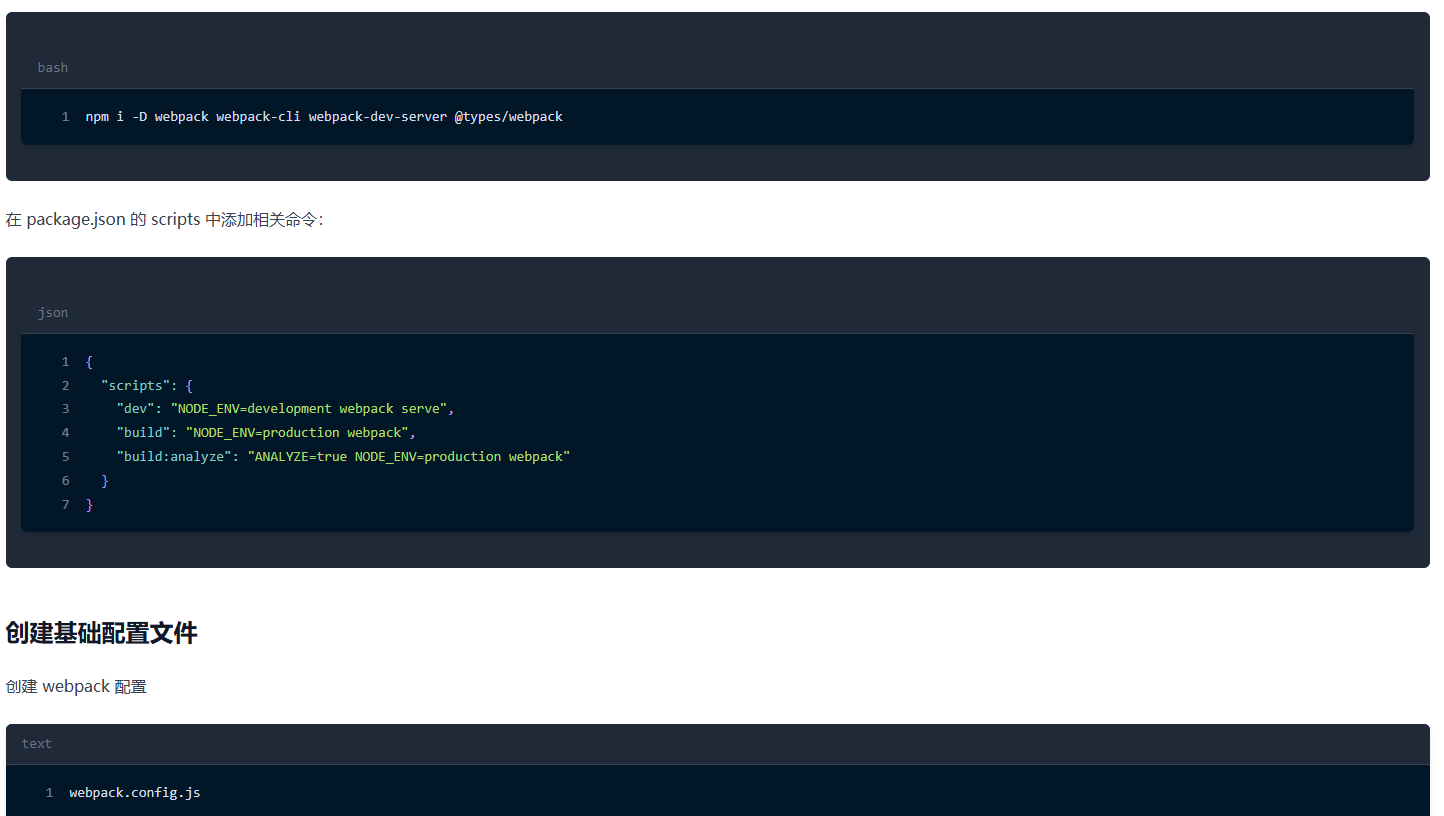 bash
1 npm i -D webpack webpack-cli webpack-dev-server @types/webpack
在 package.json 的 scripts 中添加相关命令：
json
1 {
2   "scripts": {
3     "dev": "NODE_ENV=development webpack serve",
4     "build": "NODE_ENV=production webpack",
5     "build:analyze": "ANALYZE=true NODE_ENV=production webpack"
6   }
7 }
创建基础配置文件
创建 webpack 配置
text
1 webpack.config.js